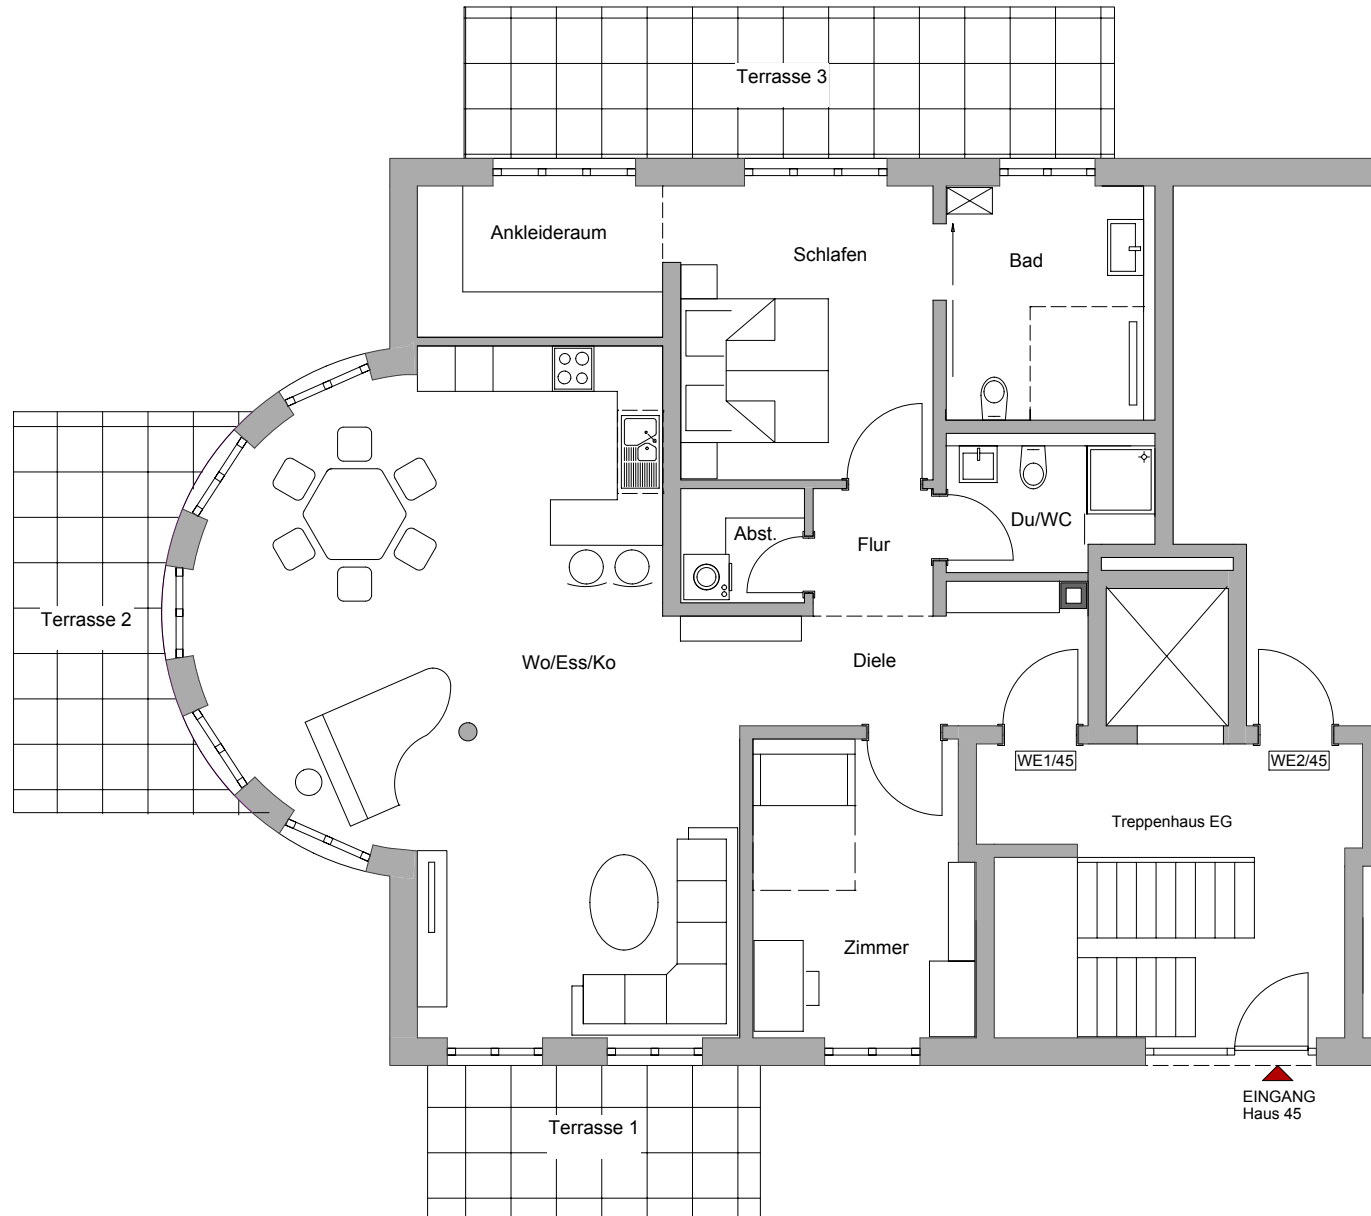 Terrasse 3
Ankleideraum
Schlafen
Bad
Abst.
Flur
Du/WC
Terrasse 2
Wo/Ess/Ko
Diele
WE1/45
WE2/45
Treppenhaus EG
Zimmer
EINGANG
Haus 45
Terrasse 1